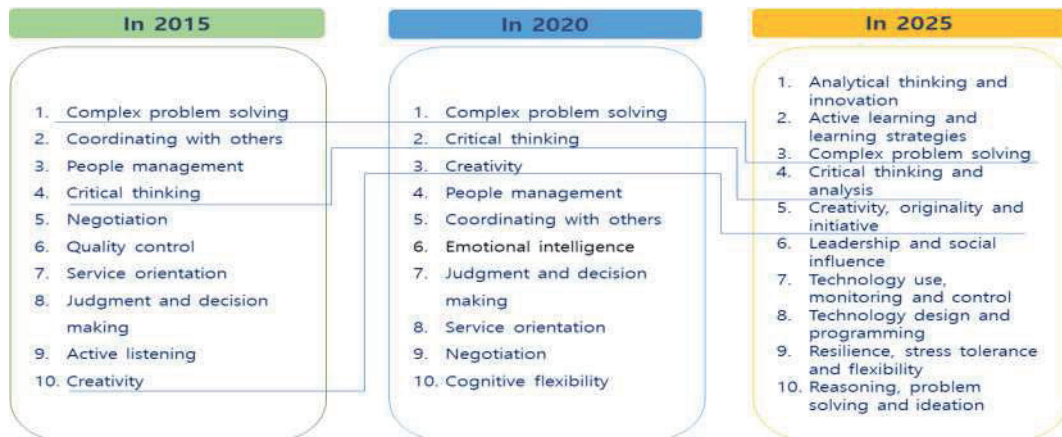 In 2015
1. Complex problem solving
2. Coordinating with others
3. People management
4. Critical thinking
5. Negotiation
6. Quality control
7. Service orientation
8. Judgment and decision
making
9. Active listening
10. Creativity
In 2020
1. Complex problem solving
2. Critical thinking
3. Creativity
4. People management
5. Coordinating with others
6. Emotional intelligence
7. Judgment and decision
making
8. Service orientation
9. Negotiation
10. Cognitive flexibility
In 2025
1. Analytical thinking and
innovation
2. Active learning and
learning strategies
3. Complex problem solving
4. Critical thinking and
analysis
5. Creativity, originality and
initiative
6. Leadership and social
influence
7. Technology use,
monitoring and control
8. Technology design and
programming
9. Resilience, stress tolerance
and flexibility
10. Reasoning, problem
solving and ideation